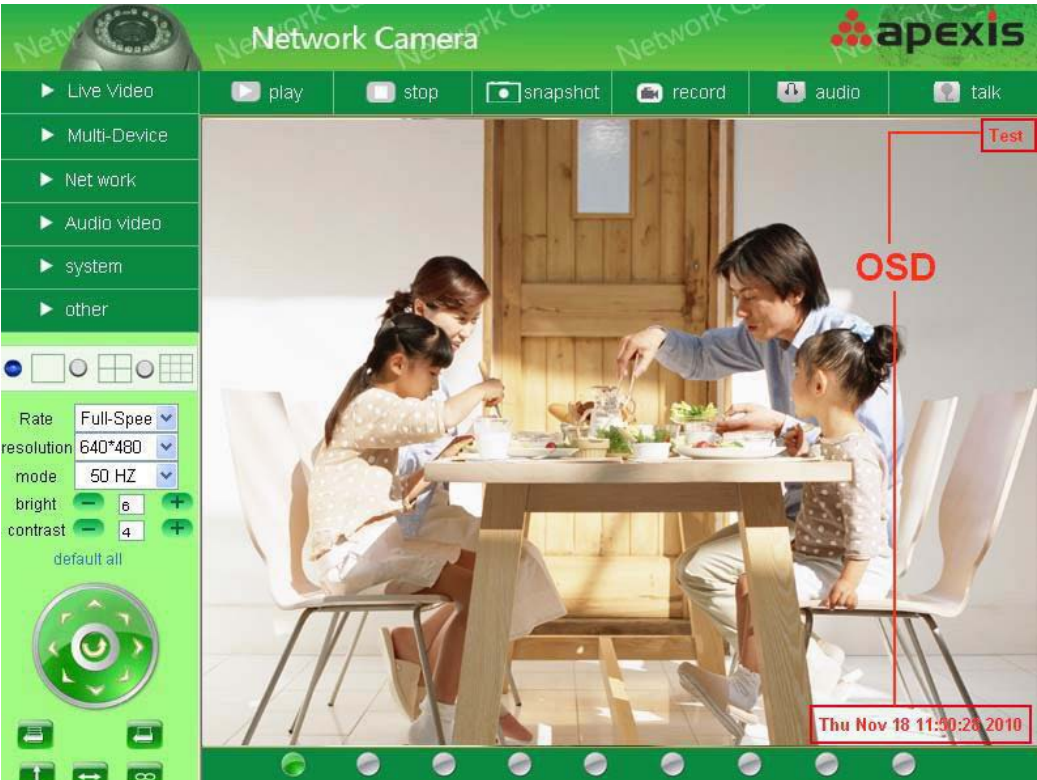 Network Camera
apexis
Live Video
play
stop
snapshot
record
audio
talk
Multi-Device
Net work
Audio video
system
other
Test
OSD
Rate Full-Spee
resolution 640*480
mode 50 HZ
bright 6
contrast 4
default all
Thu Nov 18 11:50:26 2010